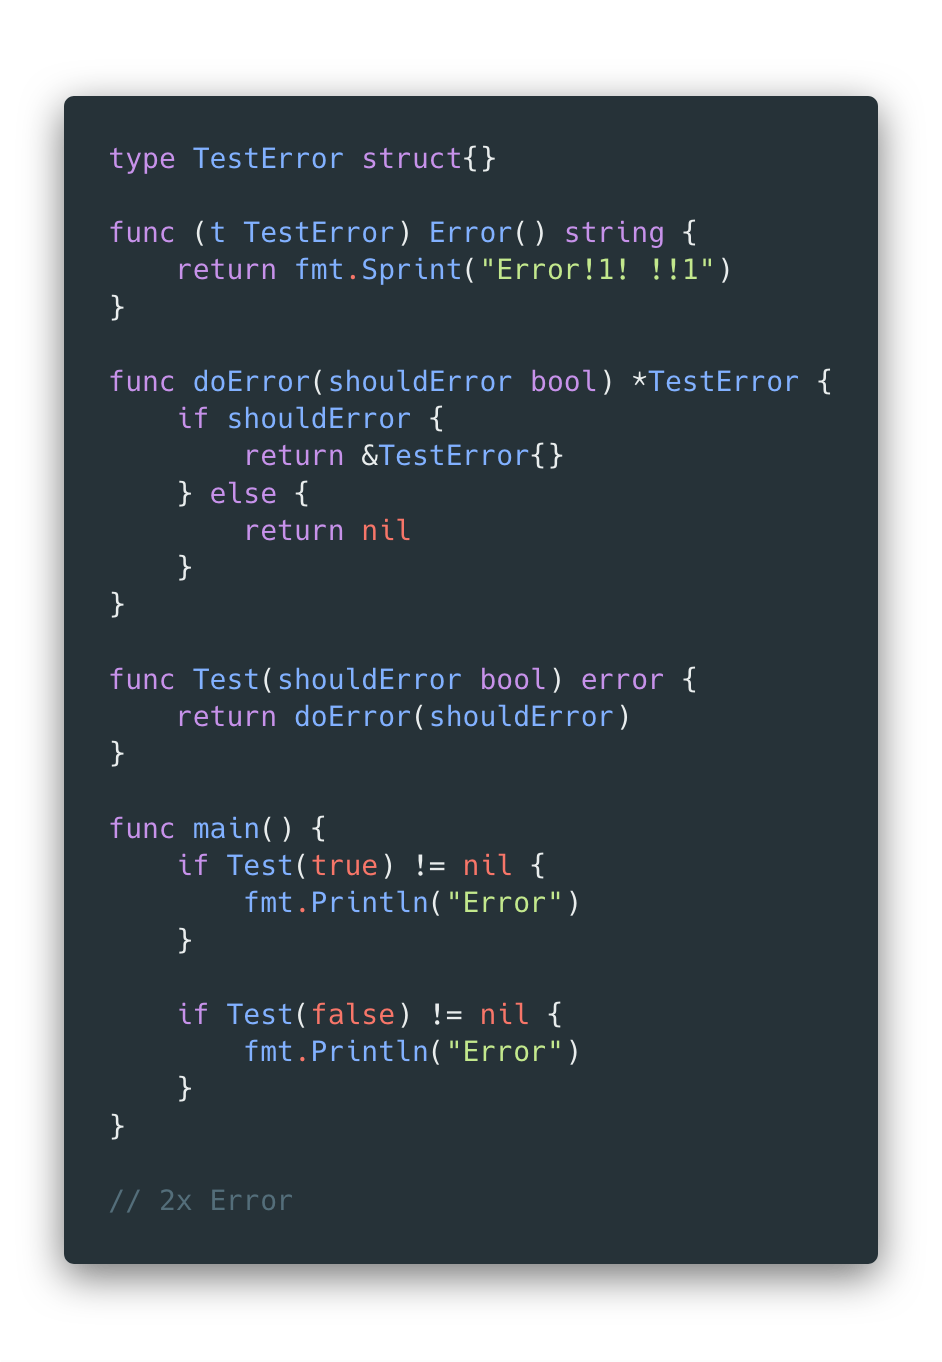 type TestError struct{}

func (t TestError) Error() string {
    return fmt.Sprint("Error!1! !!1")
}

func doError(shouldError bool) *TestError {
    if shouldError {
        return &TestError{}
    } else {
        return nil
    }
}

func Test(shouldError bool) error {
    return doError(shouldError)
}

func main() {
    if Test(true) != nil {
        fmt.Println("Error")
    }

    if Test(false) != nil {
        fmt.Println("Error")
    }
}

// 2x Error